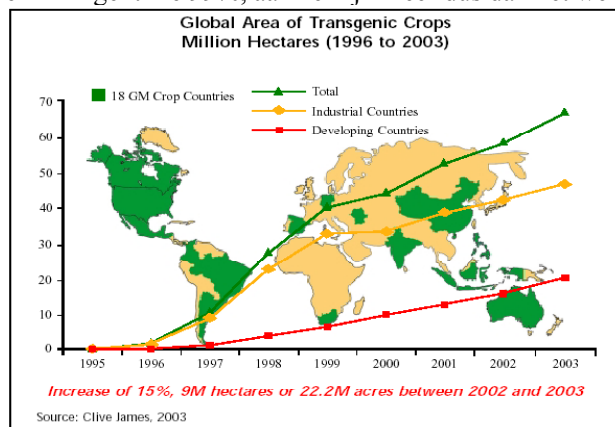 Global Area of Transgenic Crops
Million Hectares (1996 to 2003)
18 GM Crop Countries
Total
Industrial Countries
Developing Countries
70
60
50
40
30
20
10
0
1995 1996 1997 1998 1999 2000 2001 2002 2003
Increase of 15%, 9M hectares or 22.2M acres between 2002 and 2003
Source: Clive James, 2003